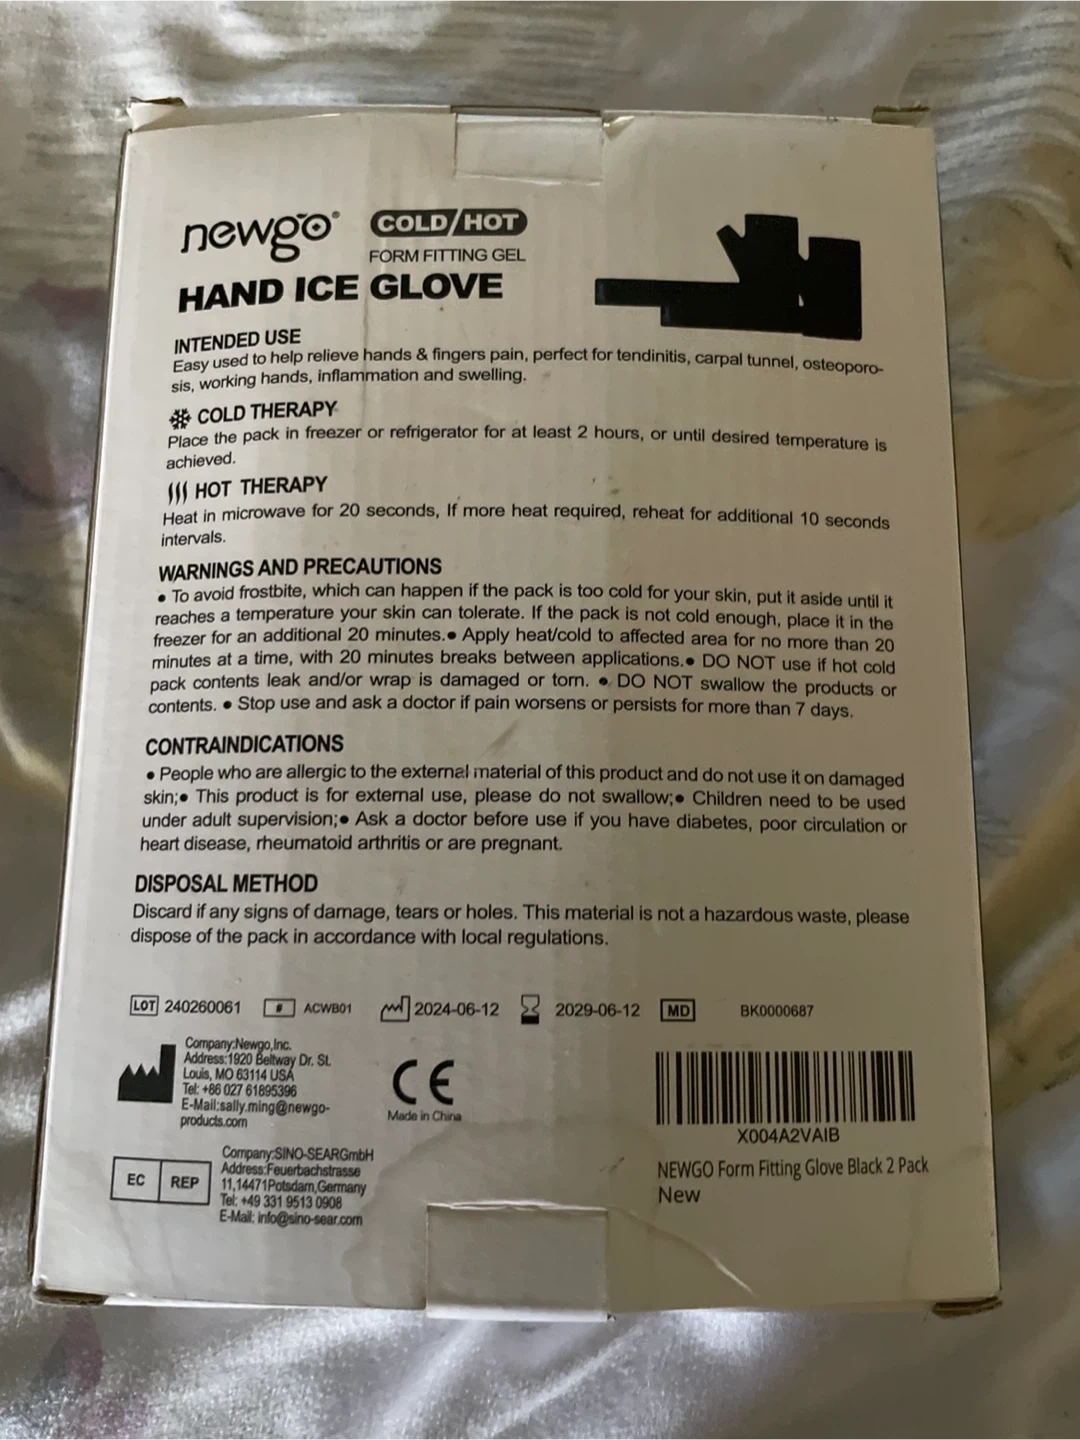 newgo®
COLD/HOT
FORM FITTING GEL
HAND ICE GLOVE
INTENDED USE
Easy used to help relieve hands & fingers pain, perfect for tendinitis, carpal tunnel, osteoporo-
sis, working hands, inflammation and swelling.
COLD THERAPY
Place the pack in freezer or refrigerator for at least 2 hours, or until desired temperature is
achieved.
HOT THERAPY
Heat in microwave for 20 seconds, If more heat required, reheat for additional 10 seconds
intervals.
WARNINGS AND PRECAUTIONS
• To avoid frostbite, which can happen if the pack is too cold for your skin, put it aside until it
reaches a temperature your skin can tolerate. If the pack is not cold enough, place it in the
freezer for an additional 20 minutes.• Apply heat/cold to affected area for no more than 20
minutes at a time, with 20 minutes breaks between applications.• DO NOT use if hot cold
pack contents leak and/or wrap is damaged or torn. • DO NOT swallow the products or
contents. • Stop use and ask a doctor if pain worsens or persists for more than 7 days.
CONTRAINDICATIONS
• People who are allergic to the external material of this product and do not use it on damaged
skin;• This product is for external use, please do not swallow;• Children need to be used
under adult supervision;• Ask a doctor before use if you have diabetes, poor circulation or
heart disease, rheumatoid arthritis or are pregnant.
DISPOSAL METHOD
Discard if any signs of damage, tears or holes. This material is not a hazardous waste, please
dispose of the pack in accordance with local regulations.
LOT 240260061 # ACWB01 2024-06-12 2029-06-12 MD BK0000687
Company:Newgo,Inc.
Address:1920 Beltway Dr. St.
Louis, MO 63114 USA
Tel: +86 027 61895396
E-Mail:sally.ming@newgo-
products.com
CE
Made in China
X004A2VAIB
NEWGO Form Fitting Glove Black 2 Pack
New
EC REP
Company:SINO-SEARGmbH
Address:Feuerbachstrasse
11,14471Potsdam,Germany
Tel: +49 331 9513 0908
E-Mail: info@sino-sear.com